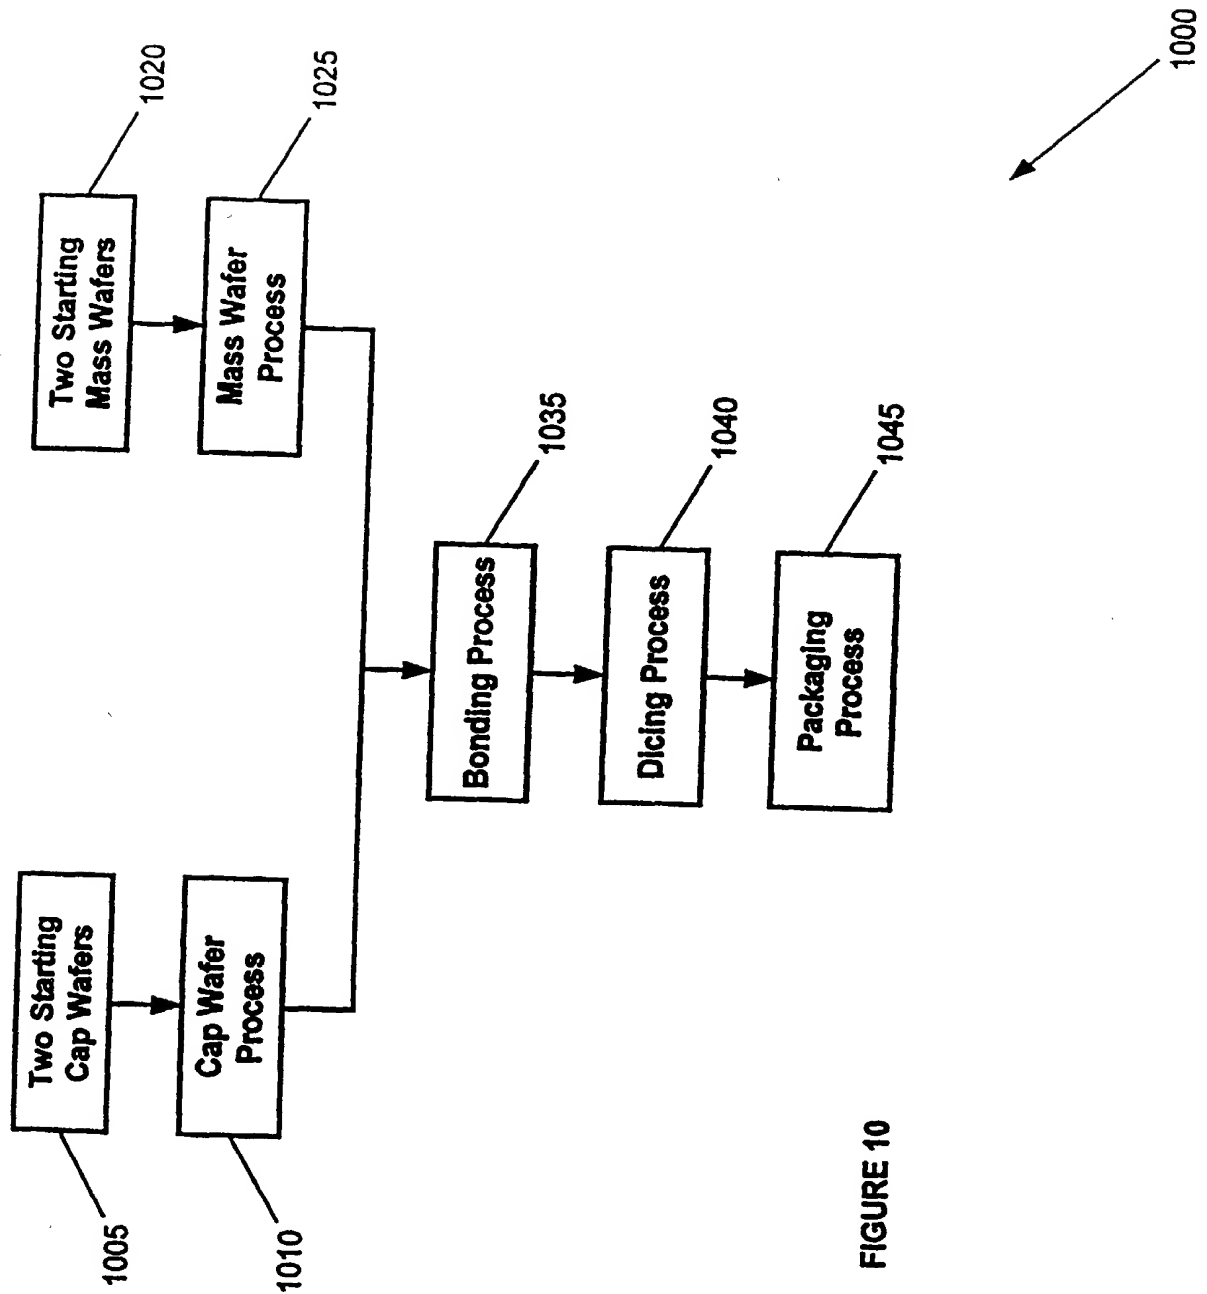 1000
Two Starting
Cap Wafers
1005
Two Starting
Mass Wafers
1020
Cap Wafer
Process
1010
Mass Wafer
Process
1025
Bonding Process
1035
Dicing Process
1040
Packaging
Process
1045
FIGURE 10